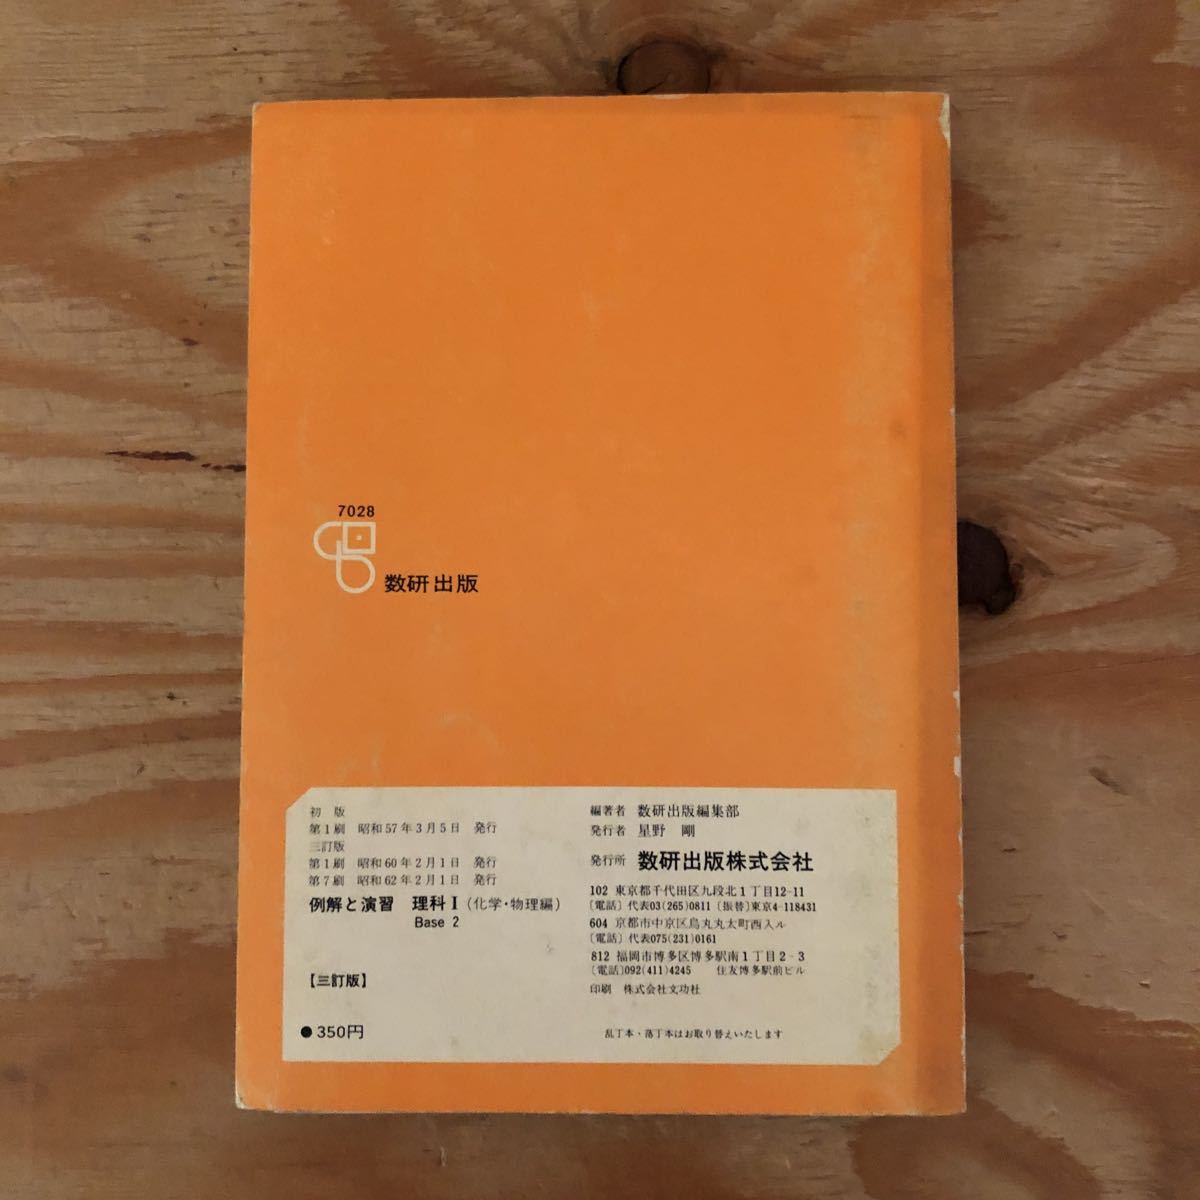 7028
数研出版
初版
第1刷 昭和57年3月5日 発行
三訂版
第1刷 昭和60年2月1日 発行
第7刷 昭和62年2月1日 発行
例解と演習 理科Ⅰ（化学・物理編）
Base 2
【三訂版】
●350円
編著者 数研出版編集部
発行者 星野 剛
発行所 数研出版株式会社
102 東京都千代田区九段北1丁目12-11
〔電話〕代表03(265)0811〔振替〕東京4-118431
604 京都市中京区烏丸丸太町西入ル
〔電話〕代表075(231)0161
812 福岡市博多区博多駅南1丁目2-3
〔電話〕092(411)4245 住友博多駅前ビル
印刷 株式会社文功社
乱丁本・落丁本はお取り替えいたします